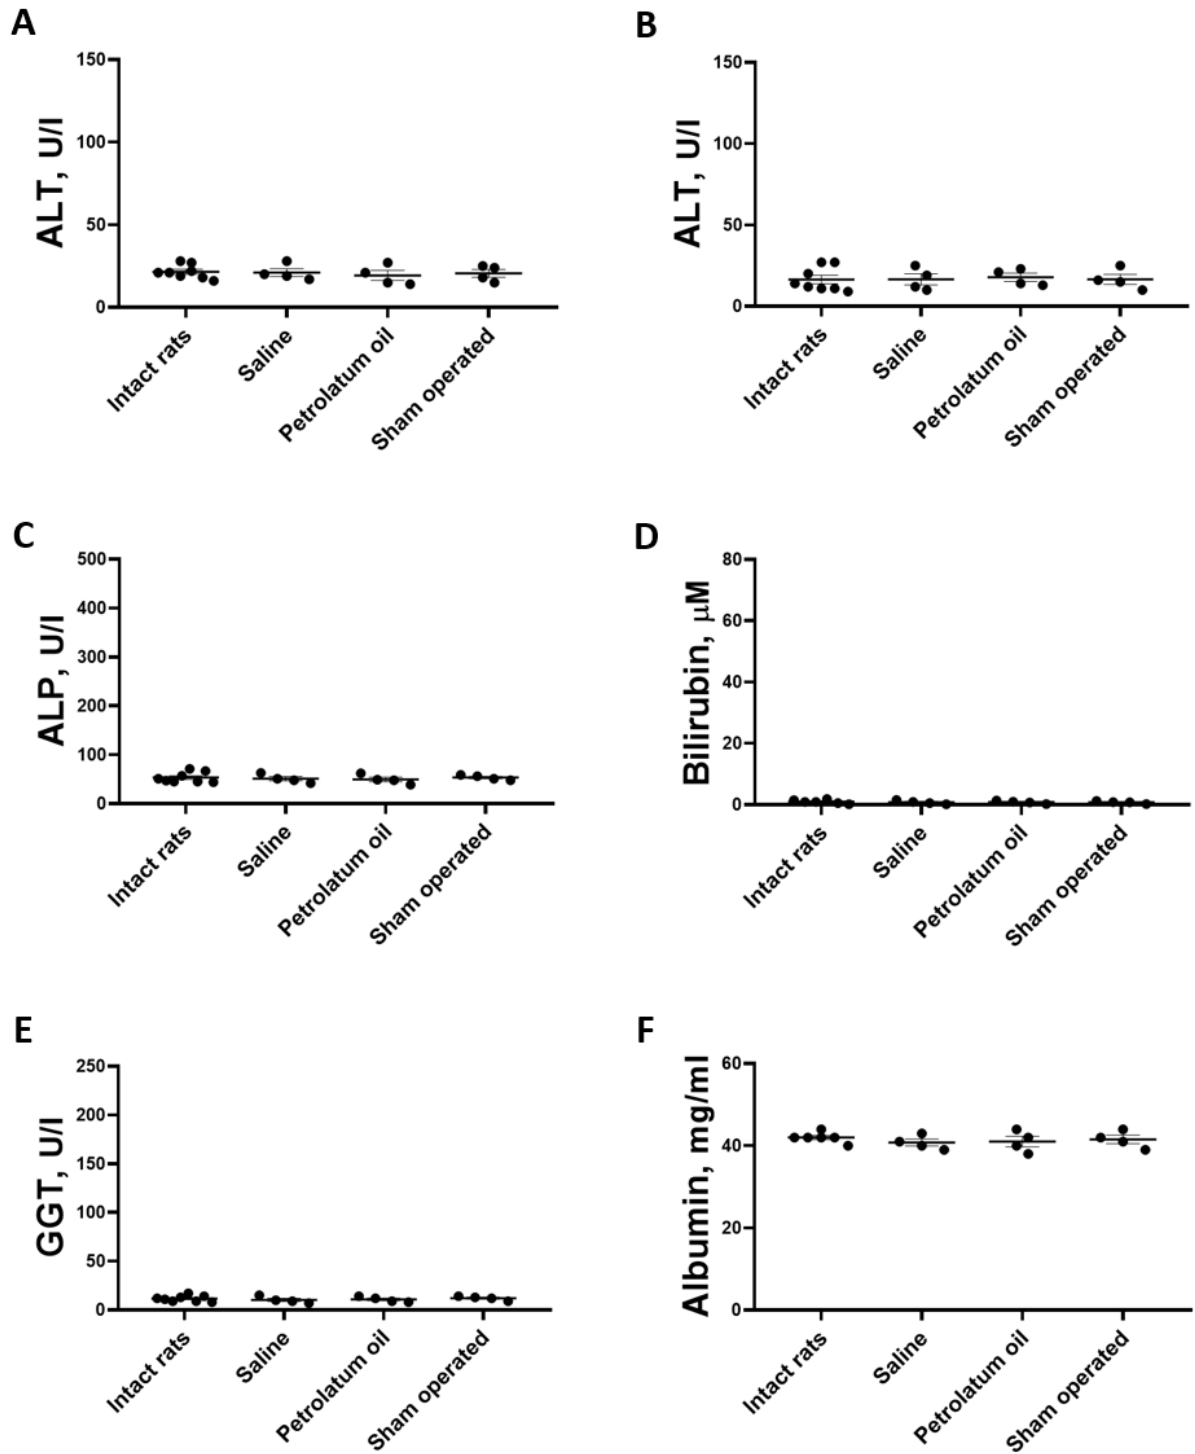 A
ALT, U/l
150
100
50
0
Intact rats
Saline
Petrolatum oil
Sham operated
B
ALT, U/l
150
100
50
0
Intact rats
Saline
Petrolatum oil
Sham operated
C
ALP, U/l
500
400
300
200
100
0
Intact rats
Saline
Petrolatum oil
Sham operated
D
Bilirubin, μM
80
60
40
20
0
Intact rats
Saline
Petrolatum oil
Sham operated
E
GGT, U/l
250
200
150
100
50
0
Intact rats
Saline
Petrolatum oil
Sham operated
F
Albumin, mg/ml
60
40
20
0
Intact rats
Saline
Petrolatum oil
Sham operated